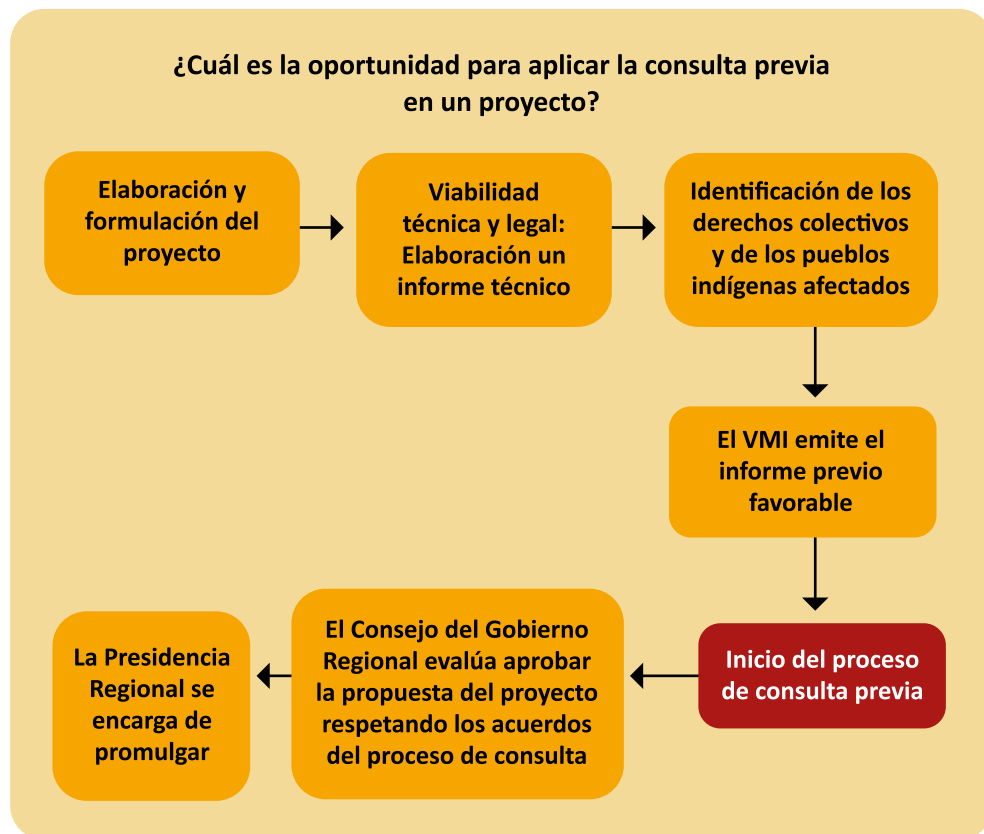 ¿Cuál es la oportunidad para aplicar la consulta previa
en un proyecto?
Elaboración y
formulación del
proyecto
Viabilidad
técnica y legal:
Elaboración un
informe técnico
Identificación de los
derechos colectivos
y de los pueblos
indígenas afectados
El VMI emite el
informe previo
favorable
Inicio del proceso
de consulta previa
El Consejo del Gobierno
Regional evalúa aprobar
la propuesta del proyecto
respetando los acuerdos
del proceso de consulta
La Presidencia
Regional se
encarga de
promulgar